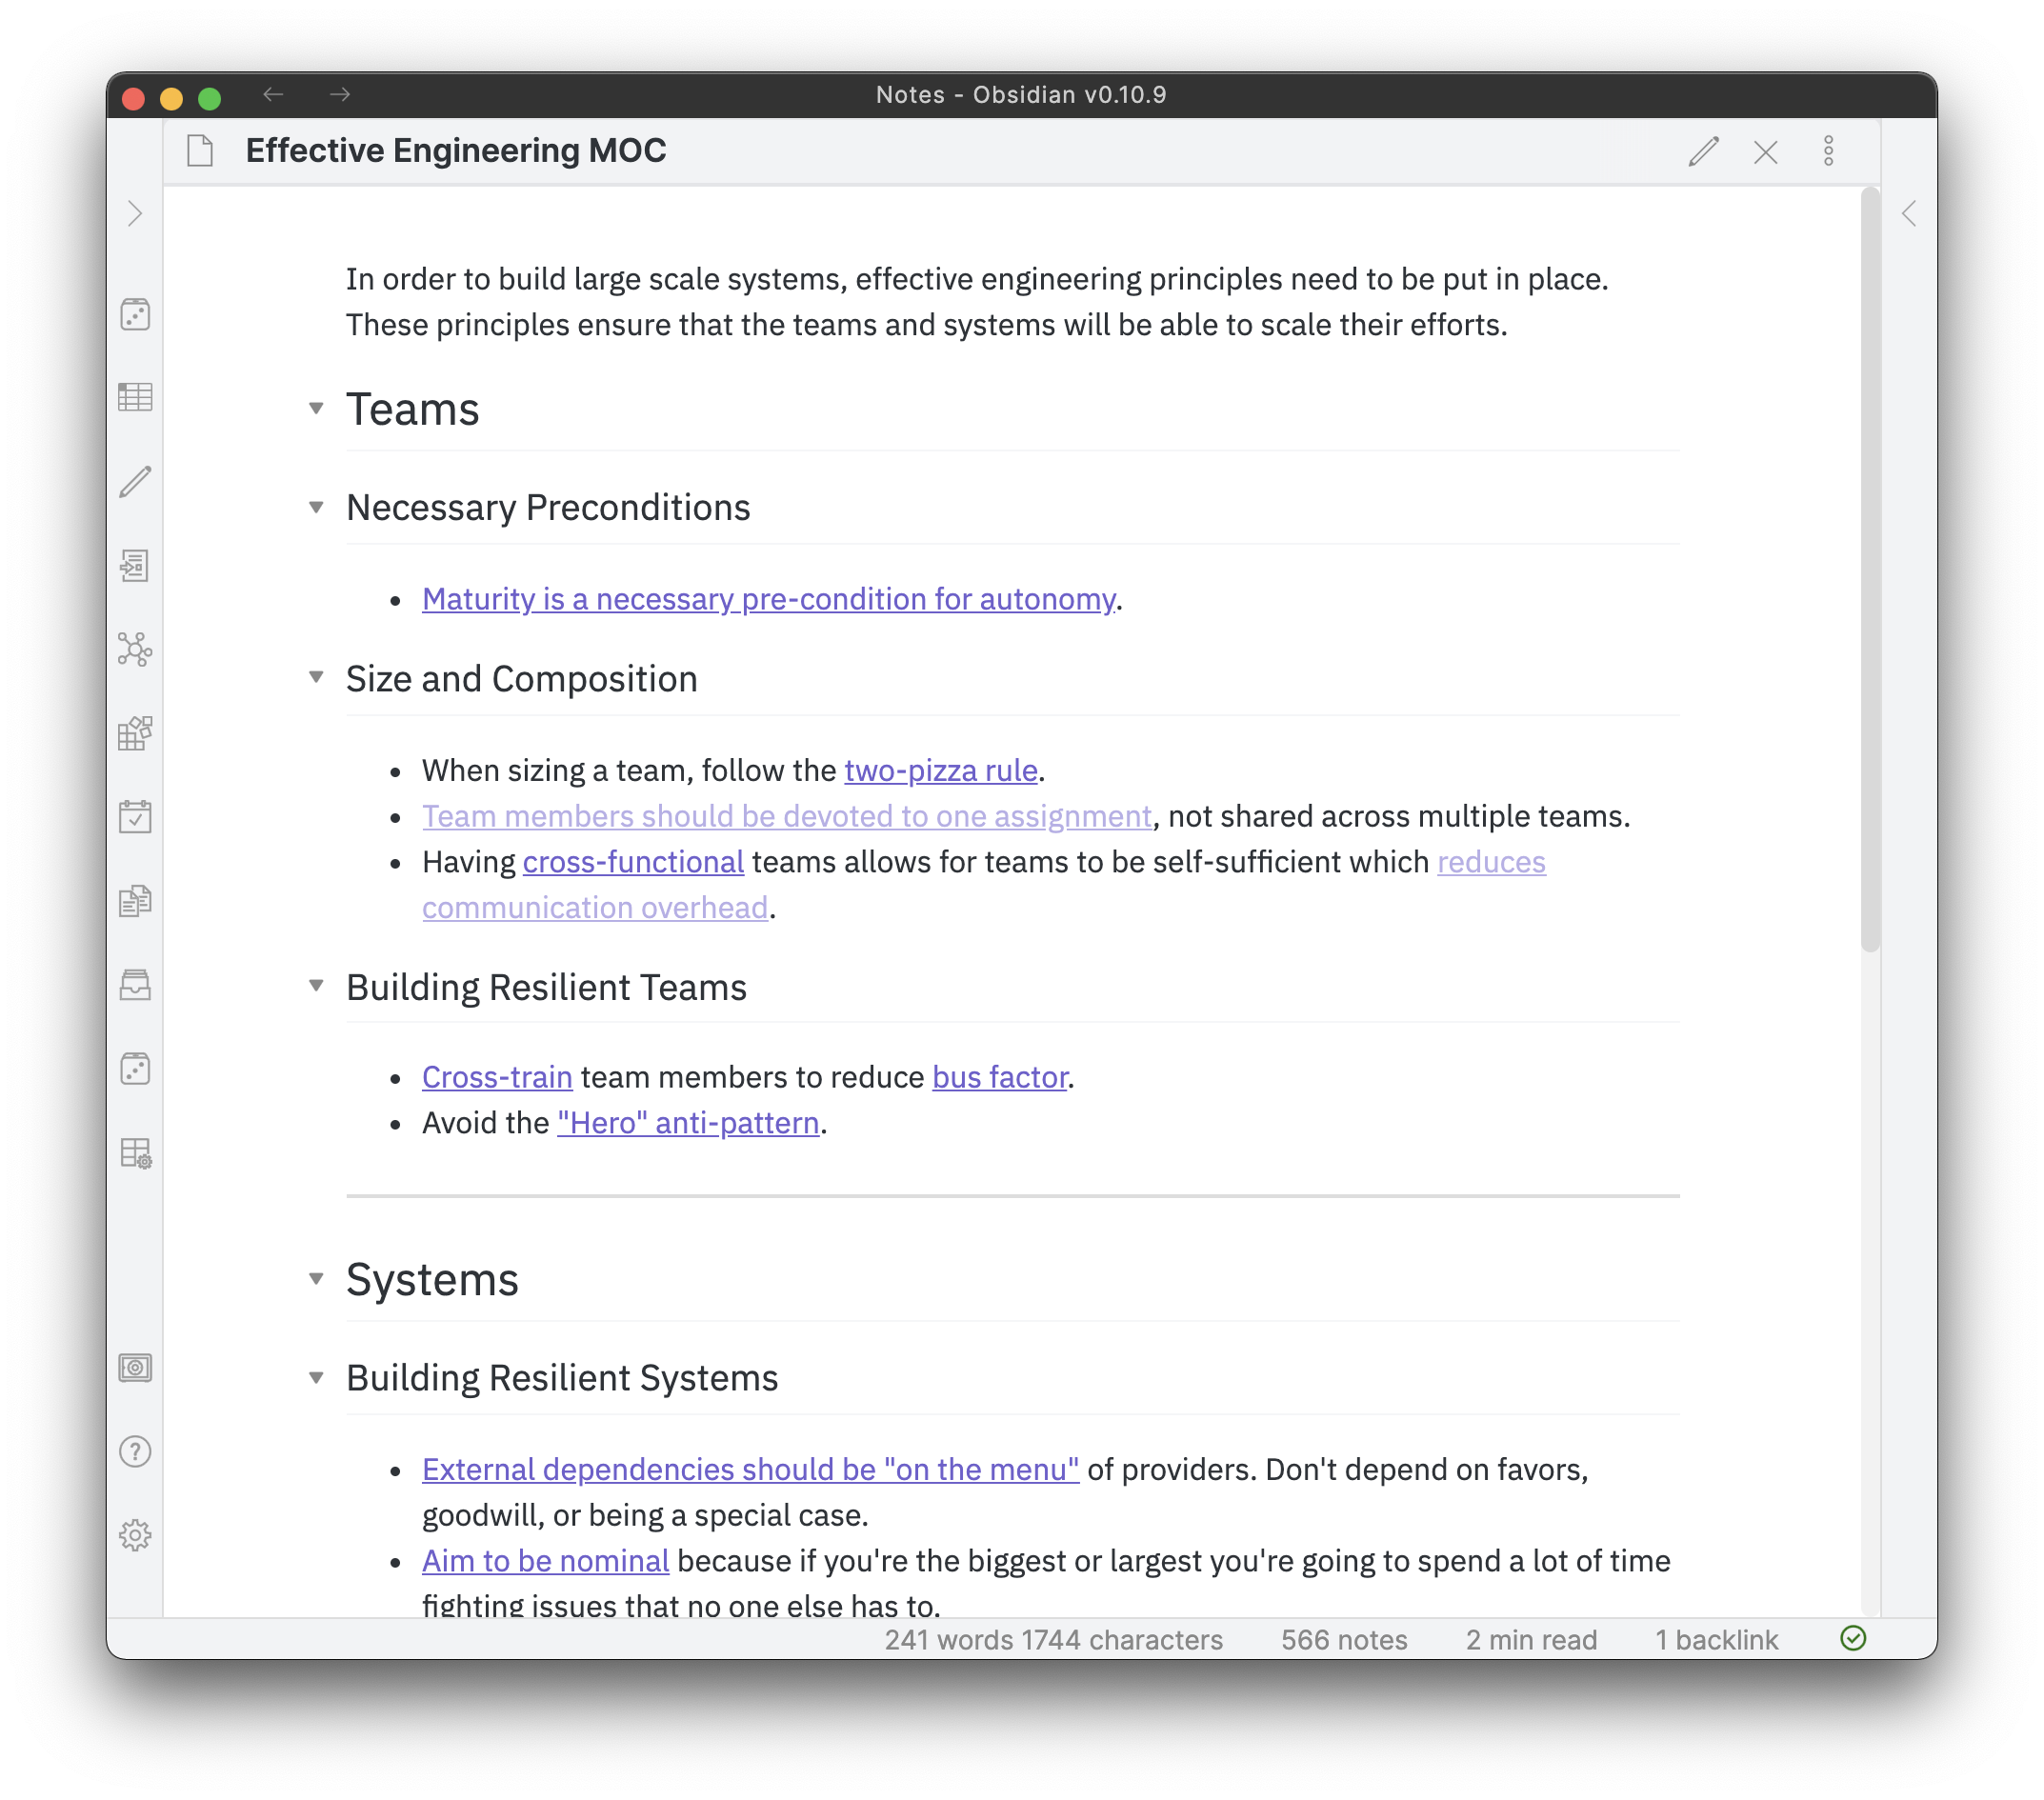 Notes - Obsidian v0.10.9
Effective Engineering MOC
In order to build large scale systems, effective engineering principles need to be put in place.
These principles ensure that the teams and systems will be able to scale their efforts.
Teams
Necessary Preconditions
Maturity is a necessary pre-condition for autonomy.
Size and Composition
When sizing a team, follow the two-pizza rule.
Team members should be devoted to one assignment, not shared across multiple teams.
Having cross-functional teams allows for teams to be self-sufficient which reduces
communication overhead.
Building Resilient Teams
Cross-train team members to reduce bus factor.
Avoid the "Hero" anti-pattern.
Systems
Building Resilient Systems
External dependencies should be "on the menu" of providers. Don't depend on favors,
goodwill, or being a special case.
Aim to be nominal because if you're the biggest or largest you're going to spend a lot of time
fighting issues that no one else has to.
241 words 1744 characters 566 notes 2 min read 1 backlink